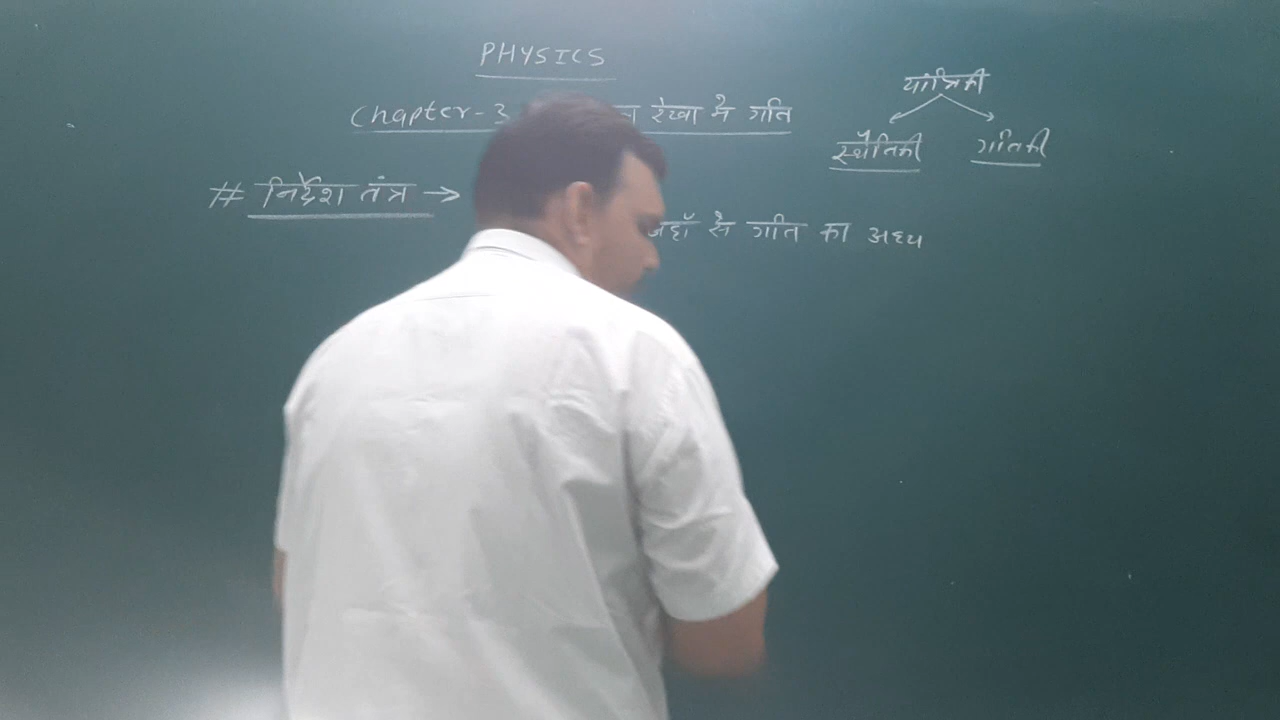 PHYSICS
Chapter-3 रेखा में गति
यांत्रिकी
स्थैतिकी गतिकी
# निर्देश तंत्र →
जहाँ से गति का अध्य